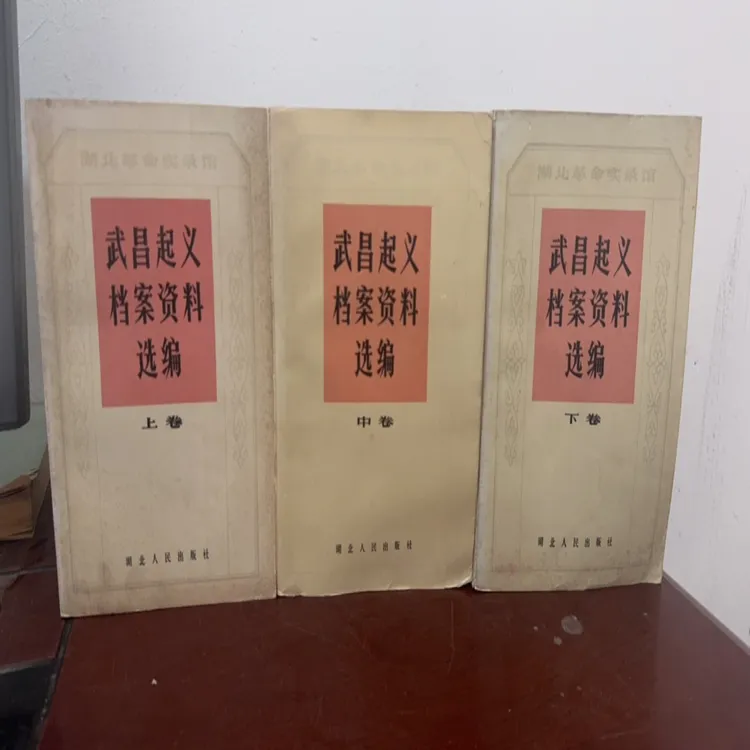 湖北革命实录馆
武昌起义
档案资料
选编
上卷
湖北人民出版社
武昌起义
档案资料
选编
中卷
湖北人民出版社
湖北革命实录馆
武昌起义
档案资料
选编
下卷
湖北人民出版社